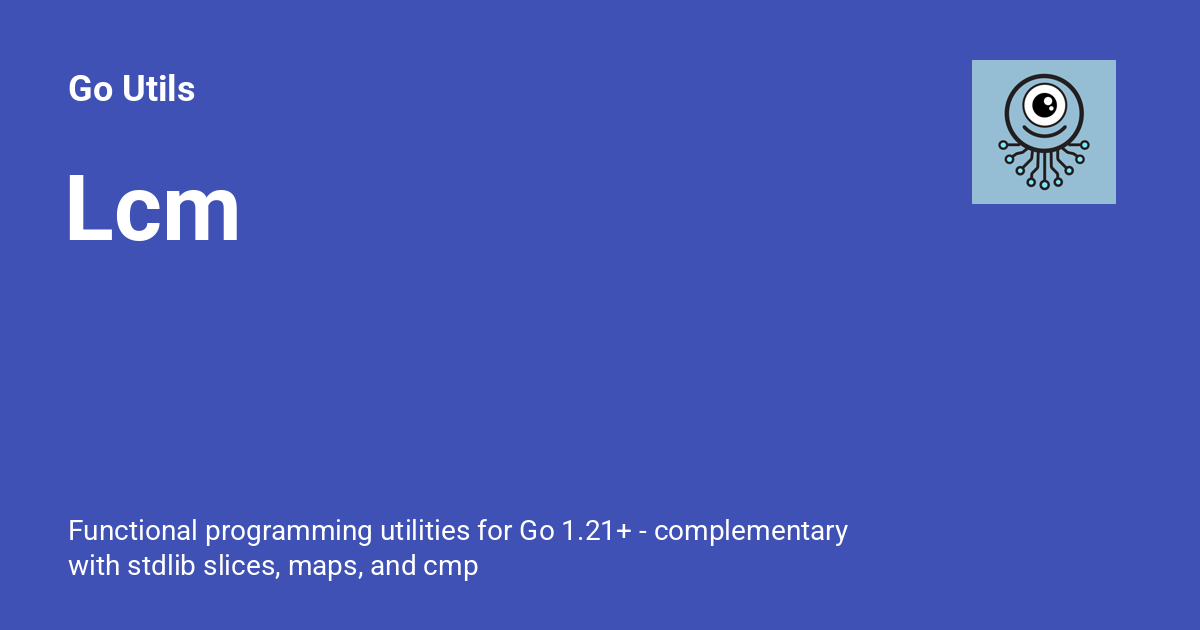 Go Utils
Lcm
Functional programming utilities for Go 1.21+ - complementary
with stdlib slices, maps, and cmp